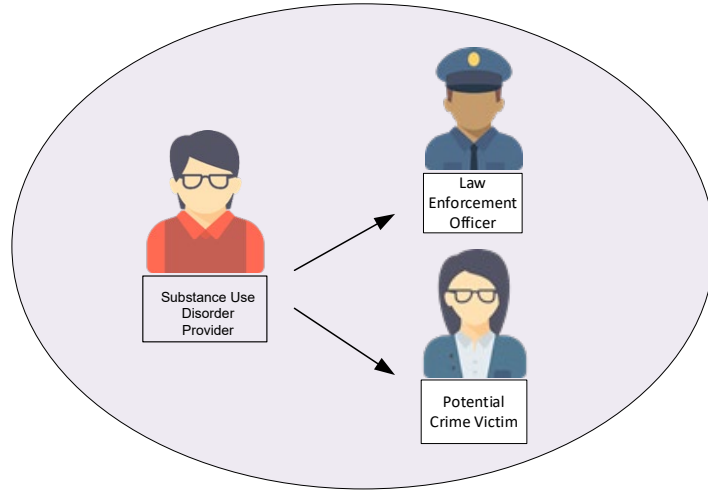 Law
Enforcement
Officer
Substance Use
Disorder
Provider
Potential
Crime Victim